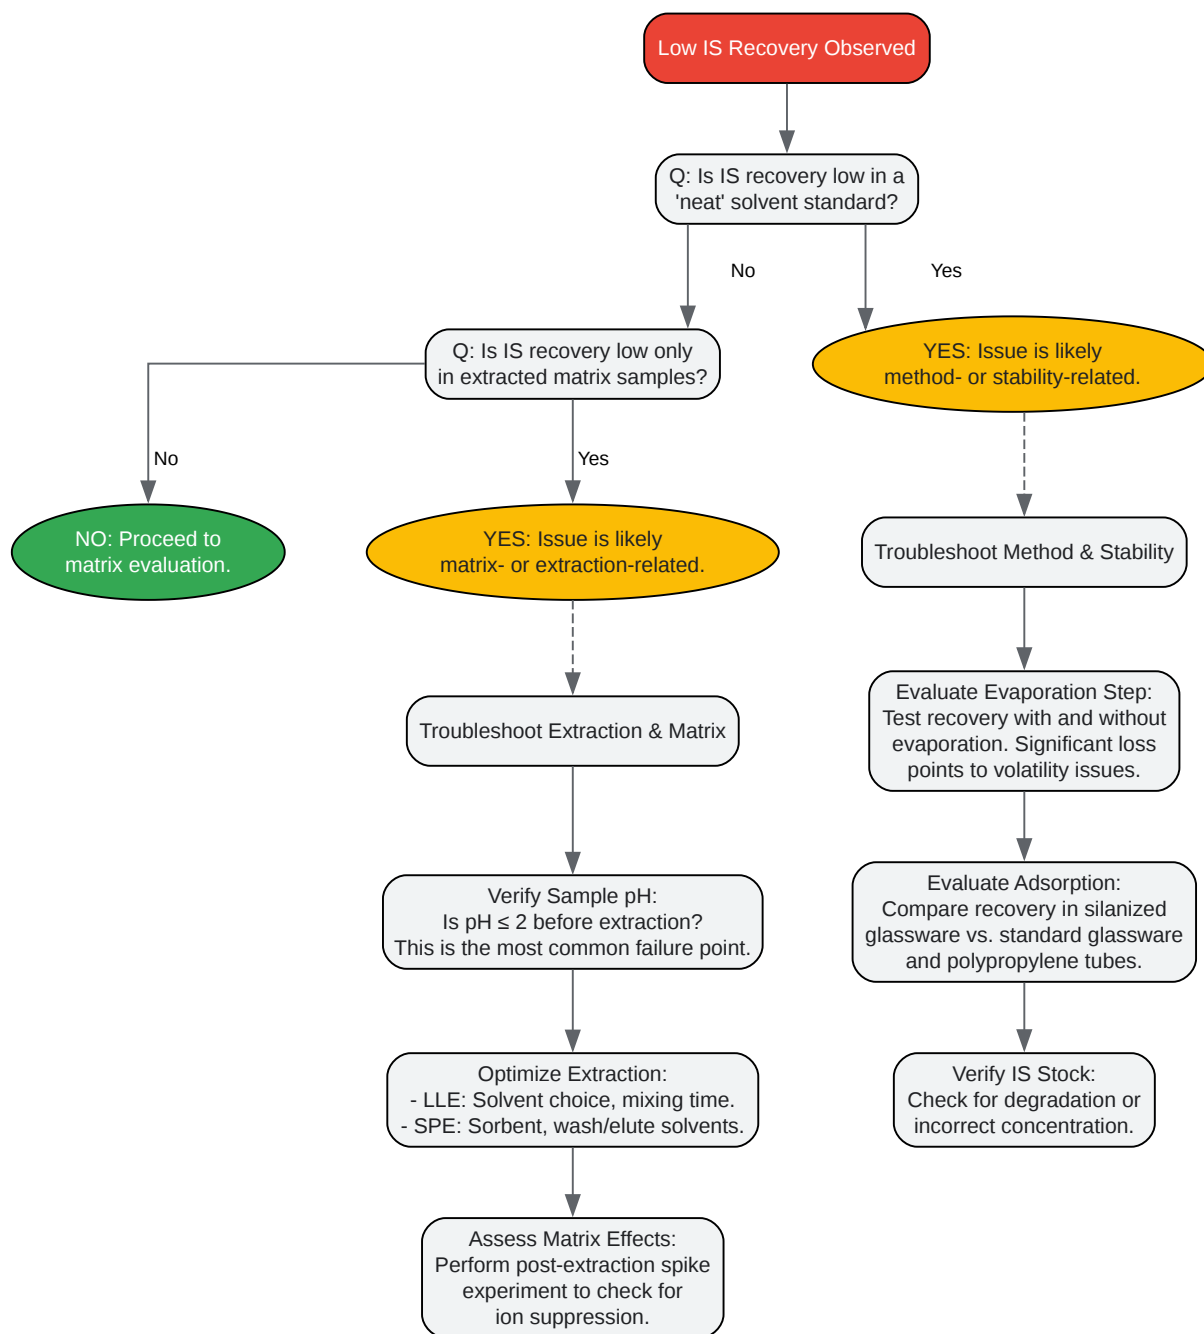 Low IS Recovery Observed
Q: Is IS recovery low in a
'neat' solvent standard?
No
Yes
Q: Is IS recovery low only
in extracted matrix samples?
YES: Issue is likely
method- or stability-related.
No
Yes
NO: Proceed to
matrix evaluation.
YES: Issue is likely
matrix- or extraction-related.
Troubleshoot Method & Stability
Troubleshoot Extraction & Matrix
Evaluate Evaporation Step:
Test recovery with and without
evaporation. Significant loss
points to volatility issues.
Verify Sample pH:
Is pH ≤ 2 before extraction?
This is the most common failure point.
Evaluate Adsorption:
Compare recovery in silanized
glassware vs. standard glassware
and polypropylene tubes.
Optimize Extraction:
- LLE: Solvent choice, mixing time.
- SPE: Sorbent, wash/elute solvents.
Verify IS Stock:
Check for degradation or
incorrect concentration.
Assess Matrix Effects:
Perform post-extraction spike
experiment to check for
ion suppression.